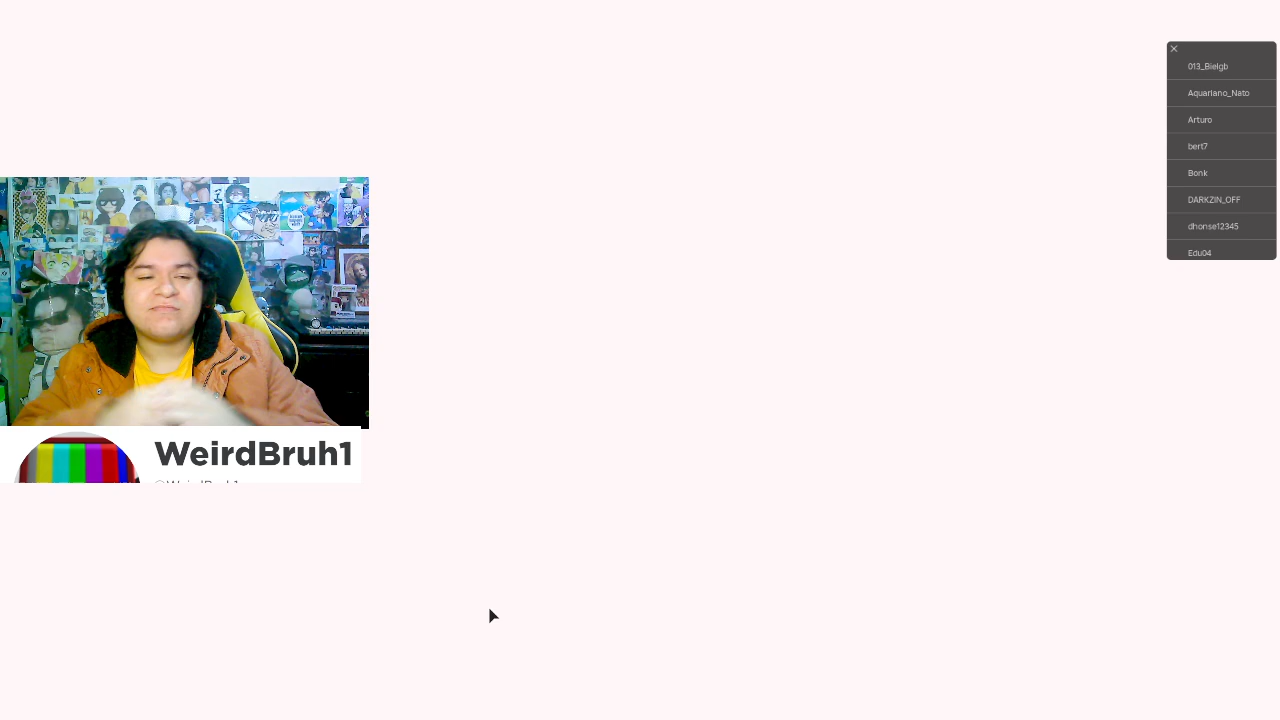 013_Bielgb
Aquariano_Nato
Arturo
bert7
Bonk
DARKZIN_OFF
dhonse12345
Edu04
WeirdBruh1